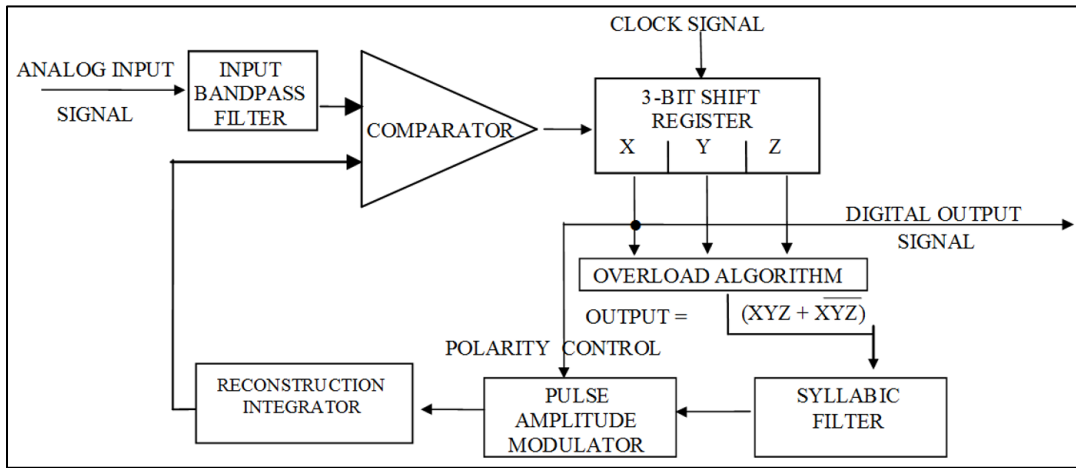 CLOCK SIGNAL
ANALOG INPUT
SIGNAL
INPUT
BANDPASS
FILTER
COMPARATOR
3-BIT SHIFT
REGISTER
X Y Z
DIGITAL OUTPUT
SIGNAL
OVERLOAD ALGORITHM
OUTPUT = (XYZ + X̅Y̅Z̅)
POLARITY CONTROL
RECONSTRUCTION
INTEGRATOR
PULSE
AMPLITUDE
MODULATOR
SYLLABIC
FILTER